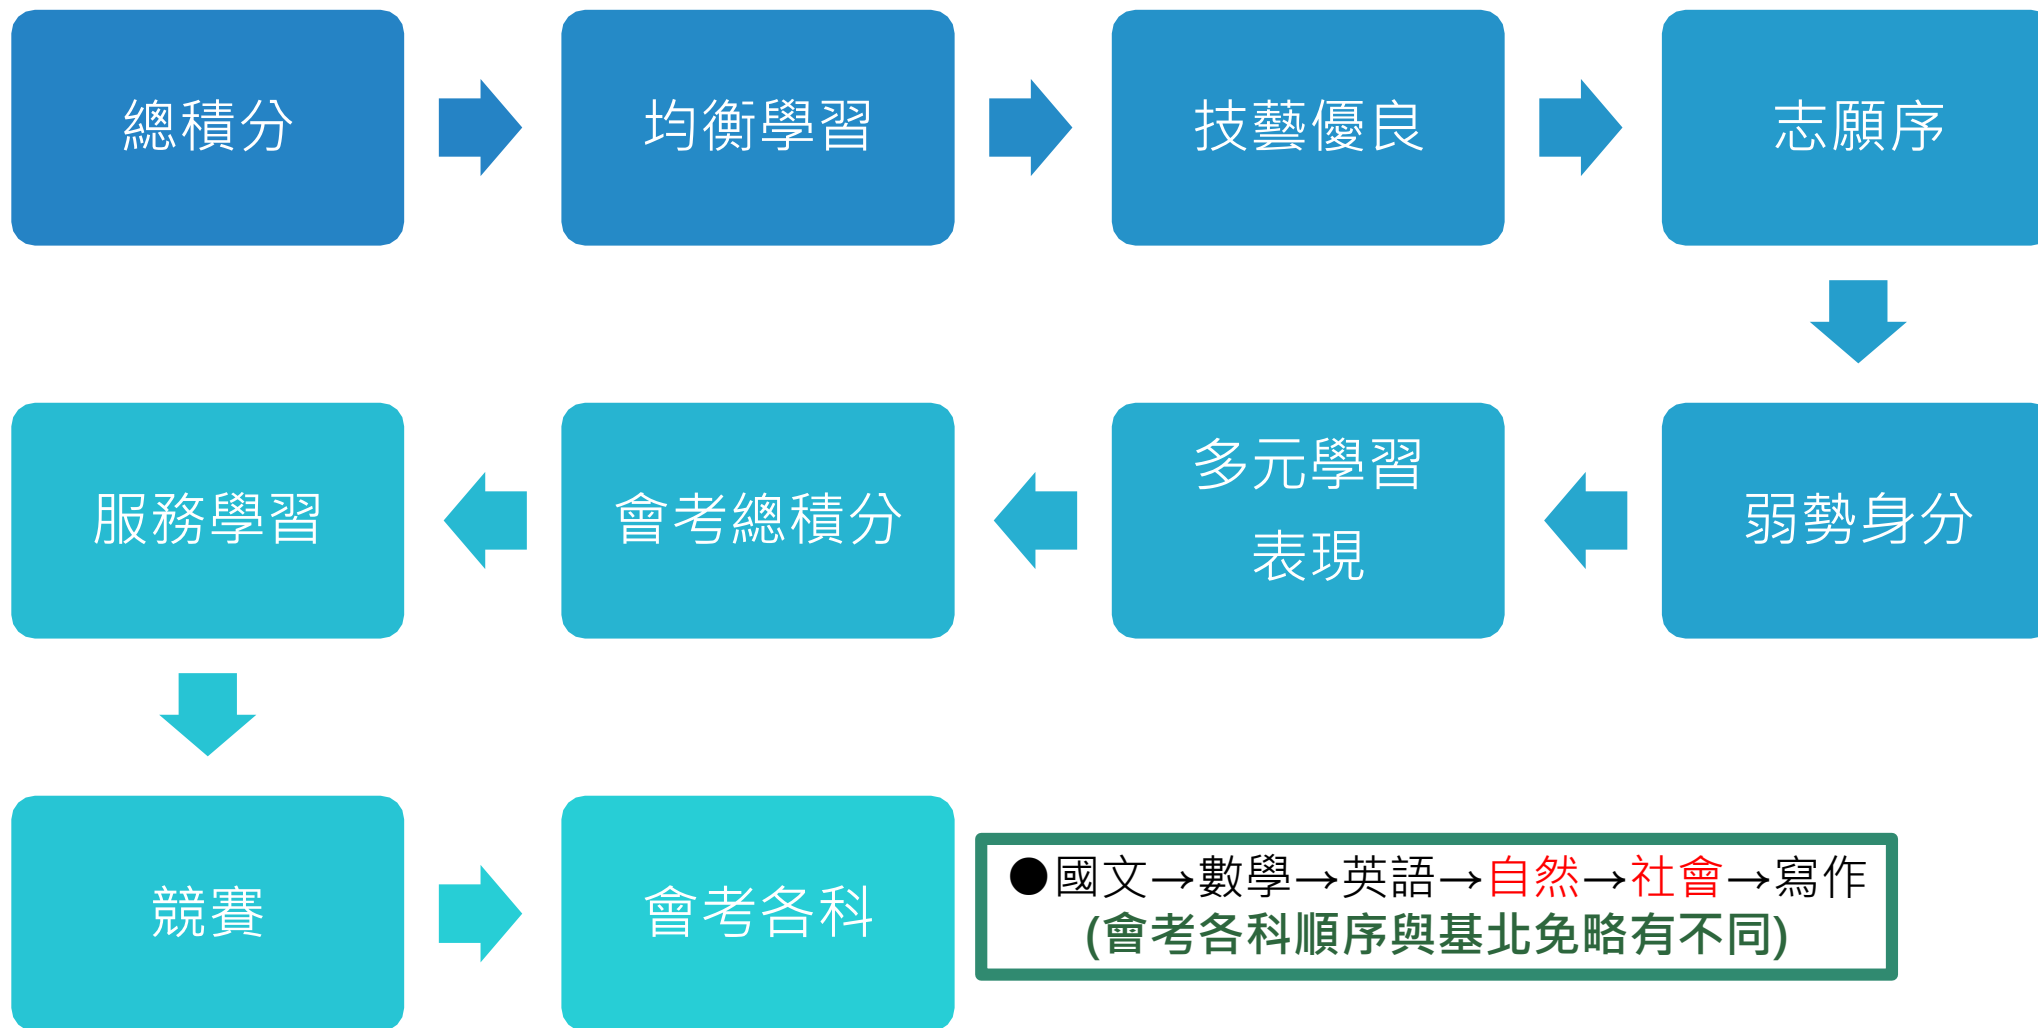 總積分
均衡學習
技藝優良
志願序
弱勢身分
多元學習
表現
會考總積分
服務學習
競賽
會考各科
●國文→數學→英語→自然→社會→寫作
(會考各科順序與基北免略有不同)